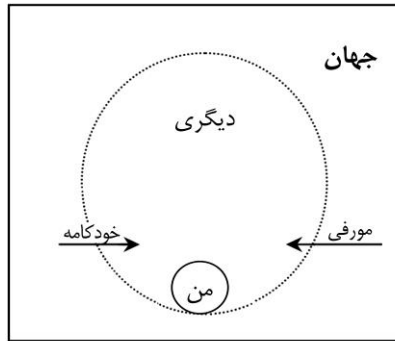 جهان
دیگری
مورفی
خودکامه
من